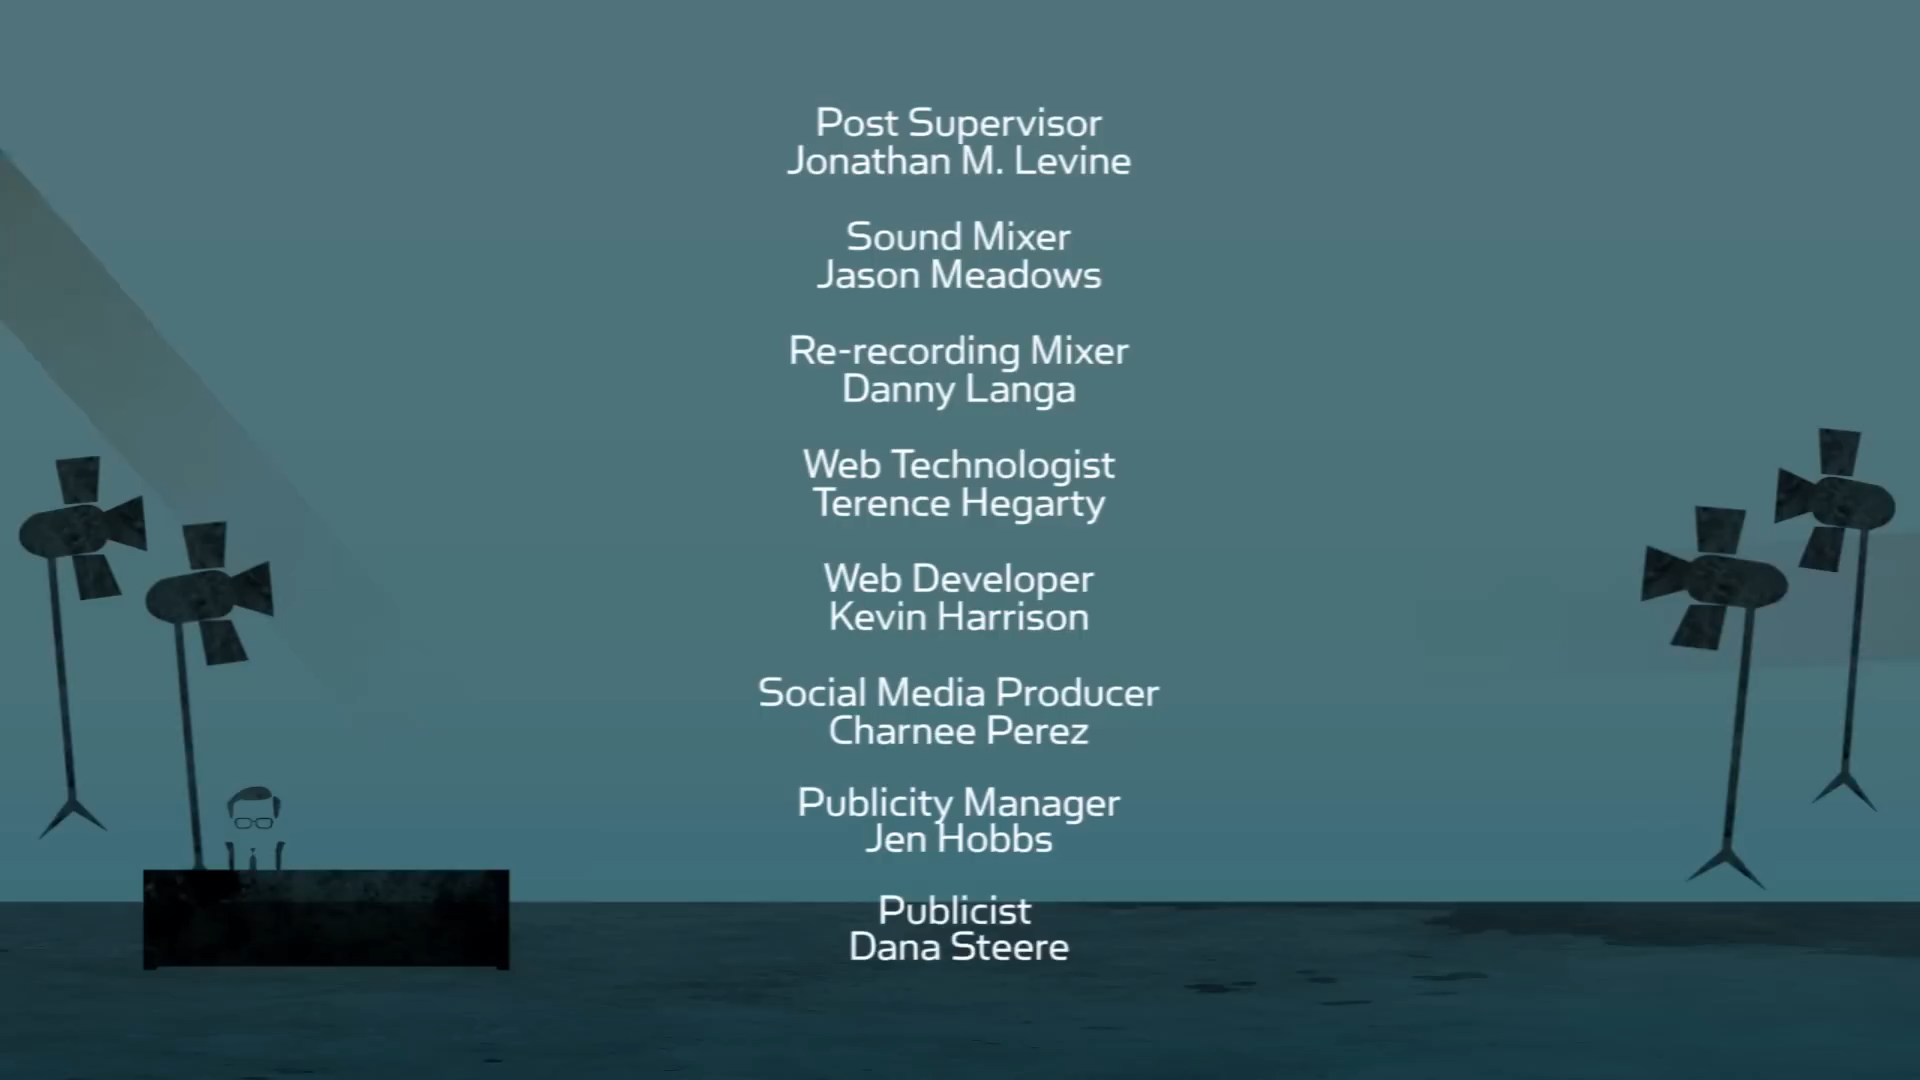 Post Supervisor
Jonathan M. Levine
Sound Mixer
Jason Meadows
Re-recording Mixer
Danny Langa
Web Technologist
Terence Hegarty
Web Developer
Kevin Harrison
Social Media Producer
Charnee Perez
Publicity Manager
Jen Hobbs
Publicist
Dana Steere